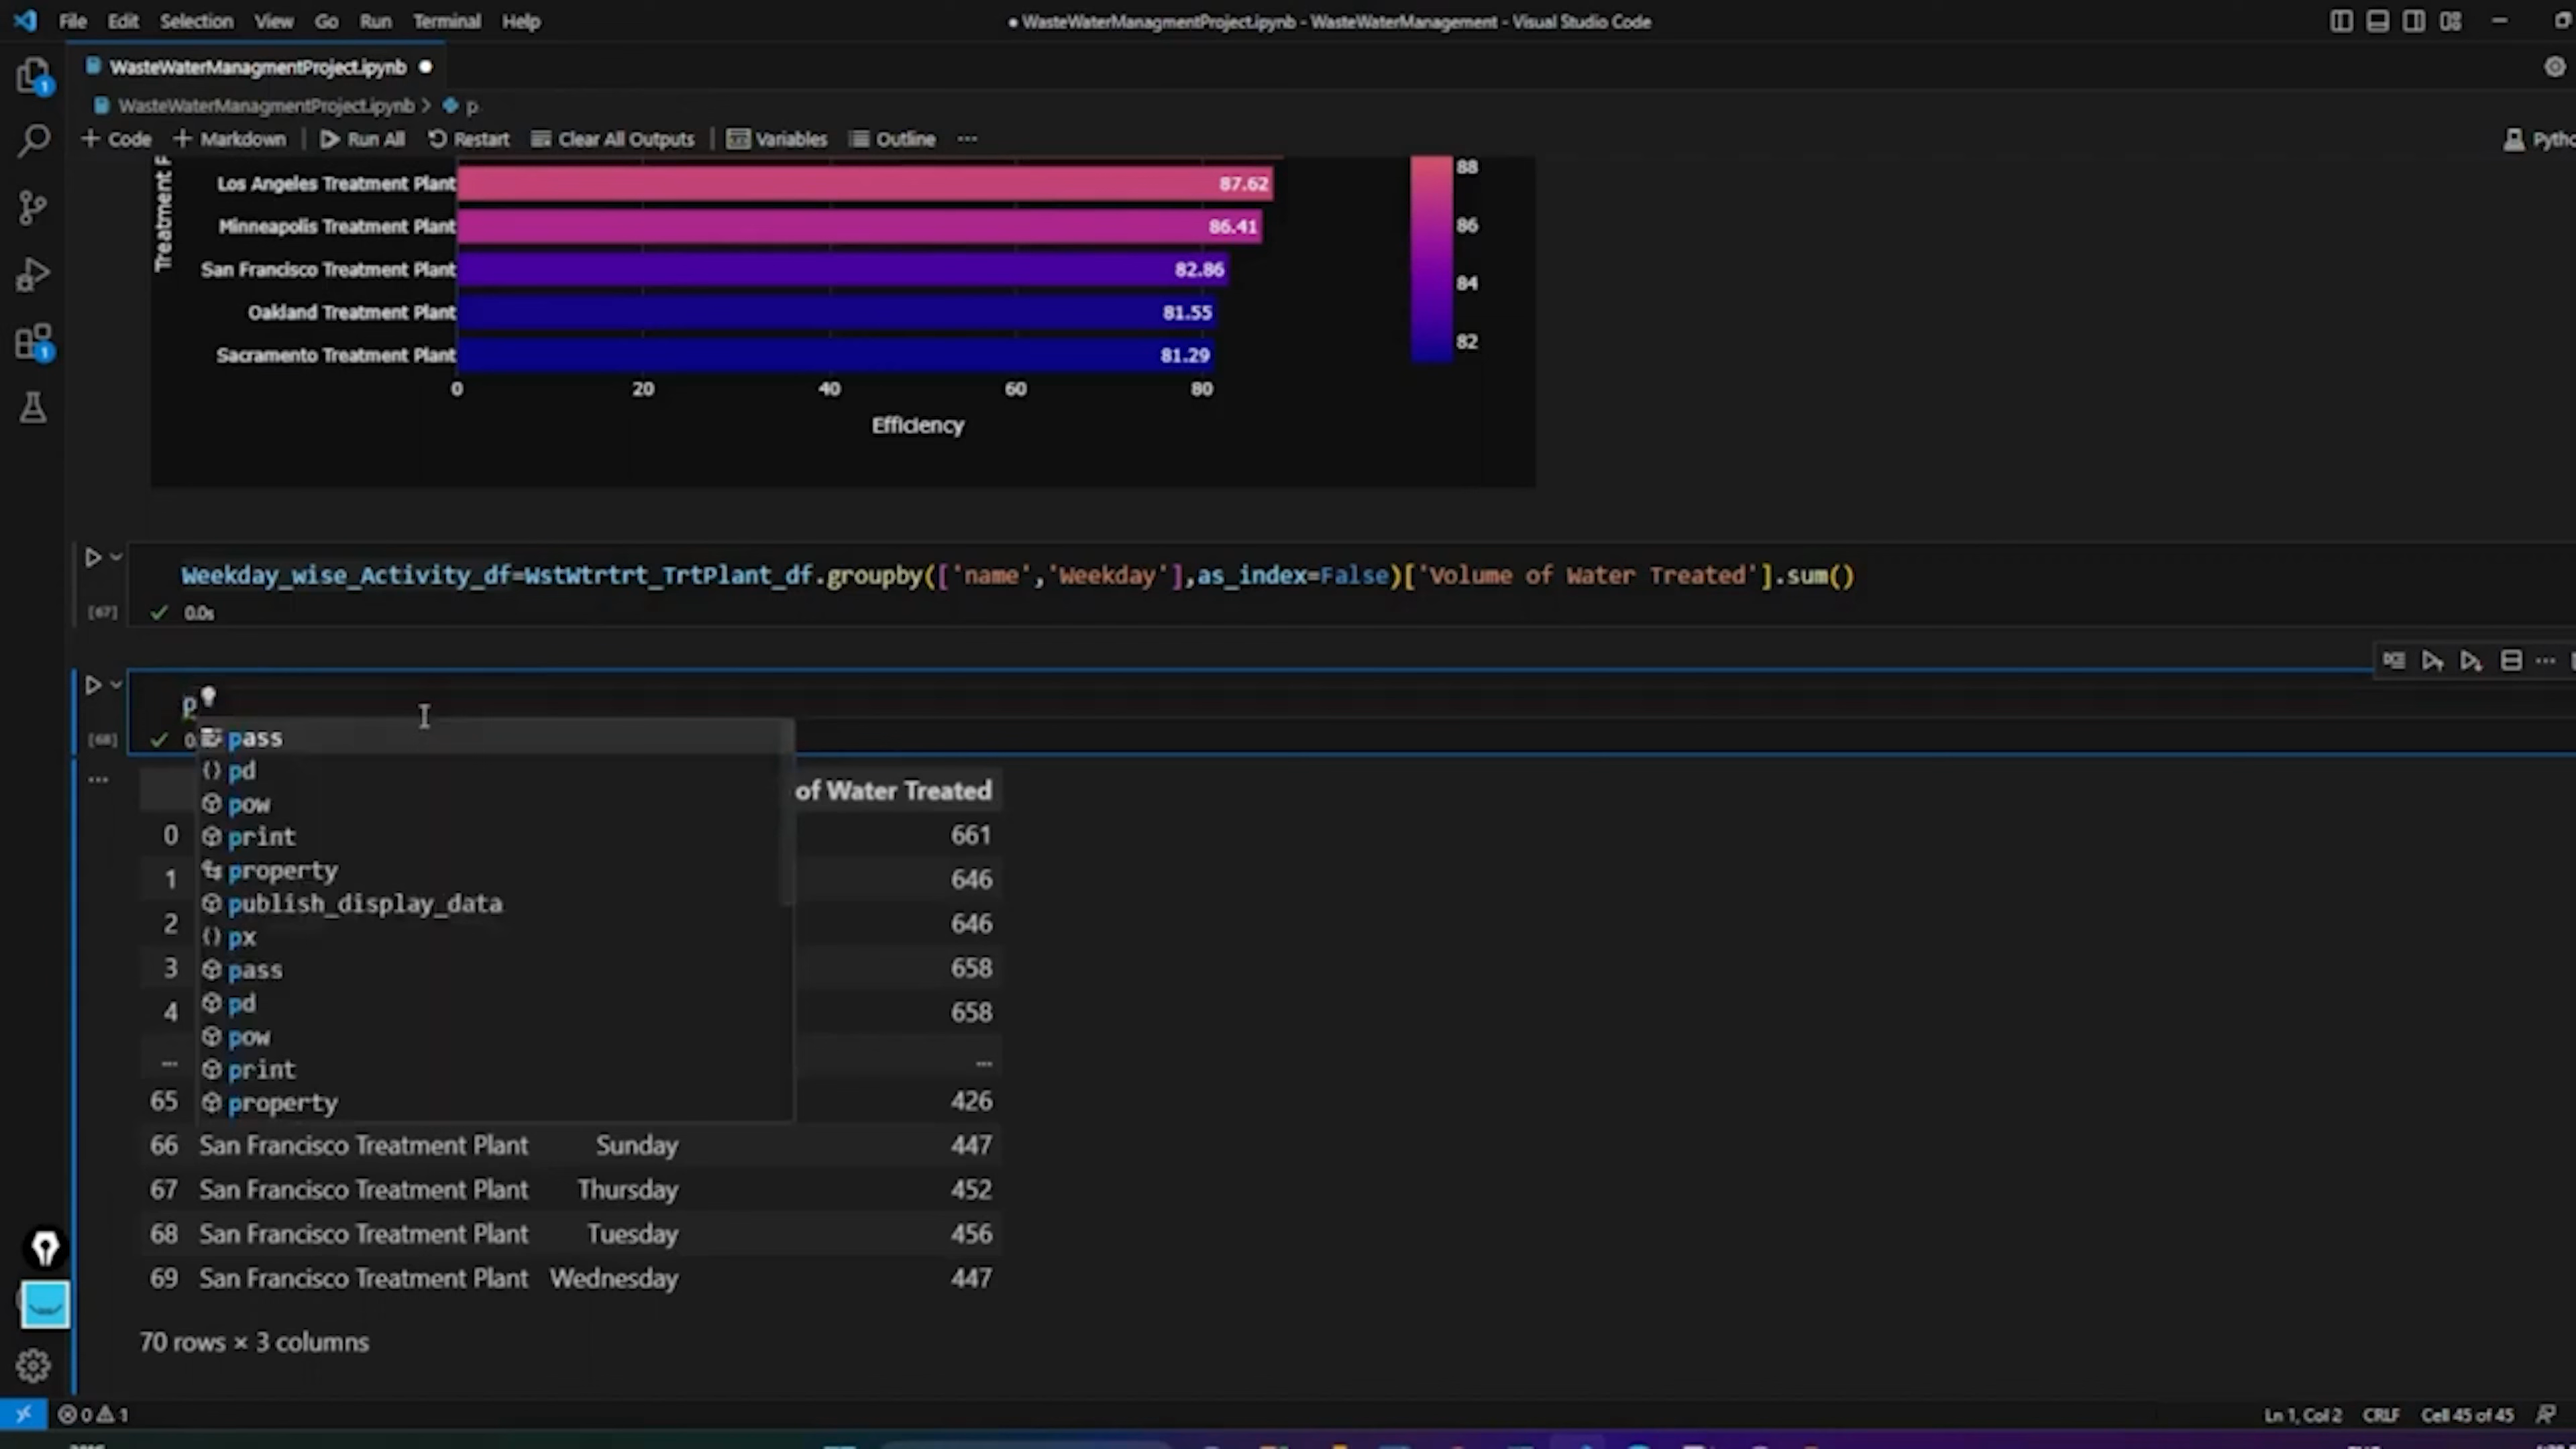 File Edit Selection View Go Run Terminal Help
● WasteWaterManagmentProject.ipynb - WasteWaterManagement - Visual Studio Code
WasteWaterManagmentProject.ipynb ●
WasteWaterManagmentProject.ipynb > p
+ Code + Markdown | Run All Restart Clear All Outputs | Variables Outline ...
Treatment
Los Angeles Treatment Plant 87.62
Minneapolis Treatment Plant 86.41
San Francisco Treatment Plant 82.86
Oakland Treatment Plant 81.55
Sacramento Treatment Plant 81.29
0 20 40 60 80
Efficiency
88
86
84
82
Weekday_wise_Activity_df=WstWtrtrt_TrtPlant_df.groupby(['name','Weekday'],as_index=False)['Volume of Water Treated'].sum()
[67] 0.0s
p
[68]
pass
pd
pow
print
property
publish_display_data
px
pass
pd
pow
print
property
of Water Treated
0 661
1 646
2 646
3 658
4 658
... ...
65 426
66 San Francisco Treatment Plant Sunday 447
67 San Francisco Treatment Plant Thursday 452
68 San Francisco Treatment Plant Tuesday 456
69 San Francisco Treatment Plant Wednesday 447
70 rows × 3 columns
0 1
Ln 1, Col 2 CRLF Cell 45 of 45